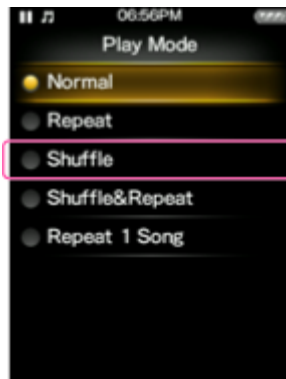 06:56PM
Play Mode
Normal
Repeat
Shuffle
Shuffle&Repeat
Repeat 1 Song